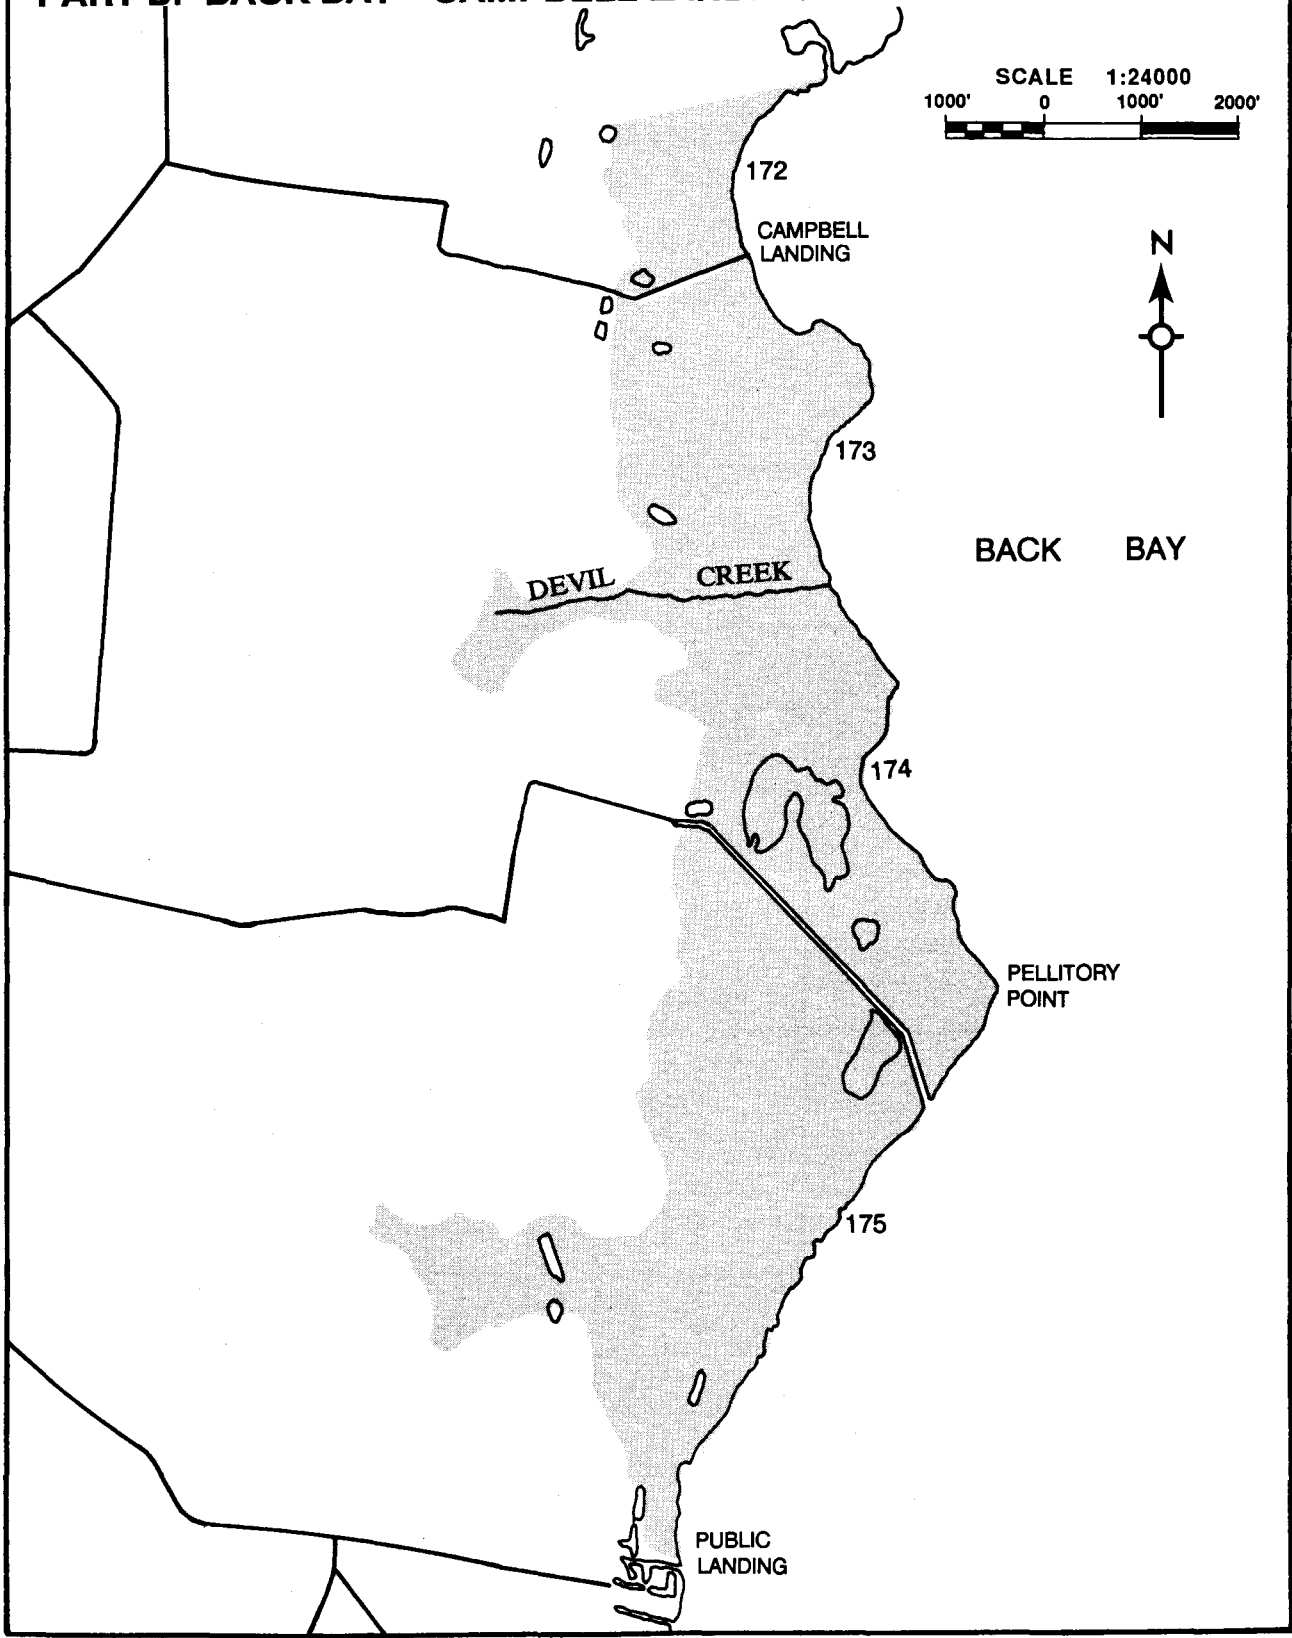 SCALE 1:24000
1000' 0 1000' 2000'
172
CAMPBELL
LANDING
N
173
BACK BAY
DEVIL CREEK
174
PELLITORY
POINT
175
PUBLIC
LANDING